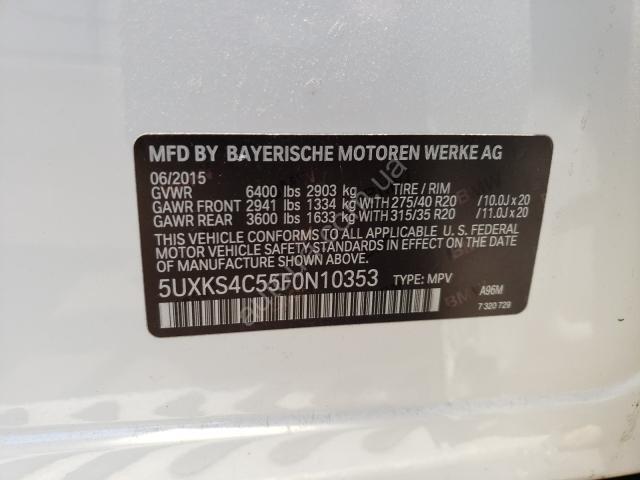 MFD BY BAYERISCHE MOTOREN WERKE AG
06/2015
GVWR 6400 lbs 2903 kg TIRE / RIM
GAWR FRONT 2941 lbs 1334 kg WITH 275/40 R20 /10.0J x 20
GAWR REAR 3600 lbs 1633 kg WITH 315/35 R20 /11.0J x 20
THIS VEHICLE CONFORMS TO ALL APPLICABLE U. S. FEDERAL
MOTOR VEHICLE SAFETY STANDARDS IN EFFECT ON THE DATE
OF MANUFACTURE SHOWN ABOVE.
5UXKS4C55F0N10353 TYPE: MPV
A96M
7 320 729